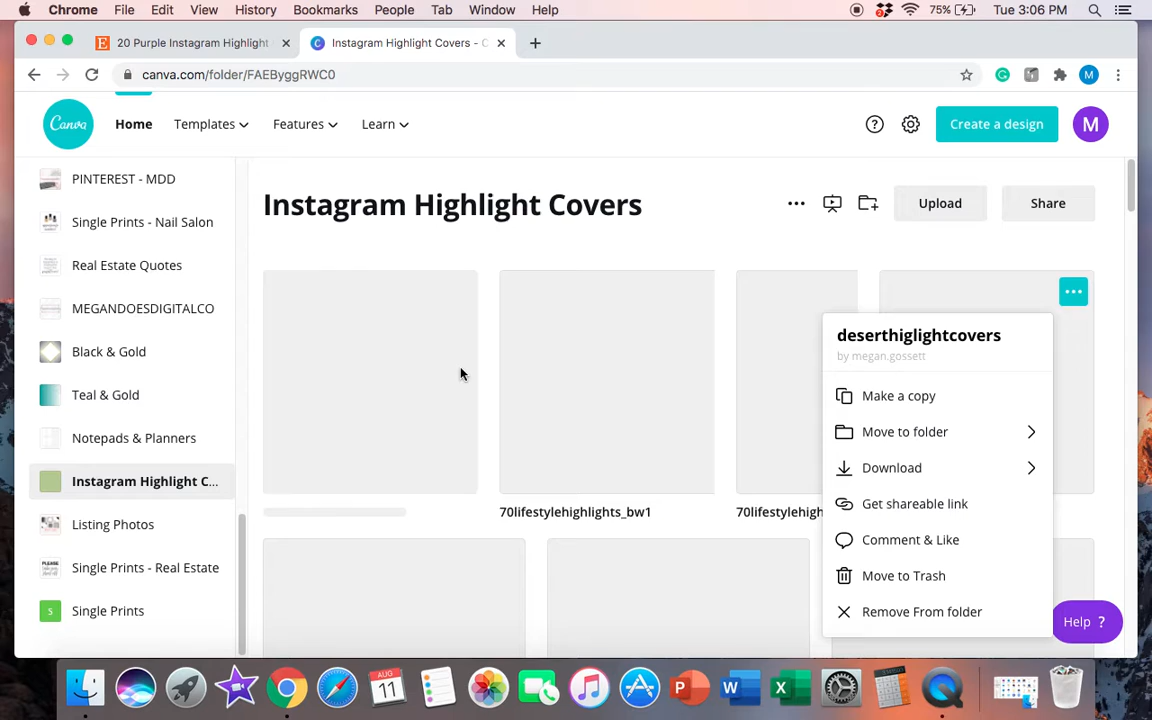 Chrome File Edit View History Bookmarks People Tab Window Help 75% Tue 3:06 PM
20 Purple Instagram Highlight
Instagram Highlight Covers - C
canva.com/folder/FAEByggRWC0
M
Canva
Home Templates Features Learn
? Create a design M
PINTEREST - MDD
Single Prints - Nail Salon
Real Estate Quotes
MEGANDOESDIGITALCO
Black & Gold
Teal & Gold
Notepads & Planners
Instagram Highlight C...
Listing Photos
Single Prints - Real Estate
S Single Prints
Instagram Highlight Covers
Upload Share
70lifestylehighlights_bw1
70lifestylehigh
deserthiglightcovers
by megan.gossett
Make a copy
Move to folder
Download
Get shareable link
Comment & Like
Move to Trash
Remove From folder
Help ?
AUG
11
P
W
X